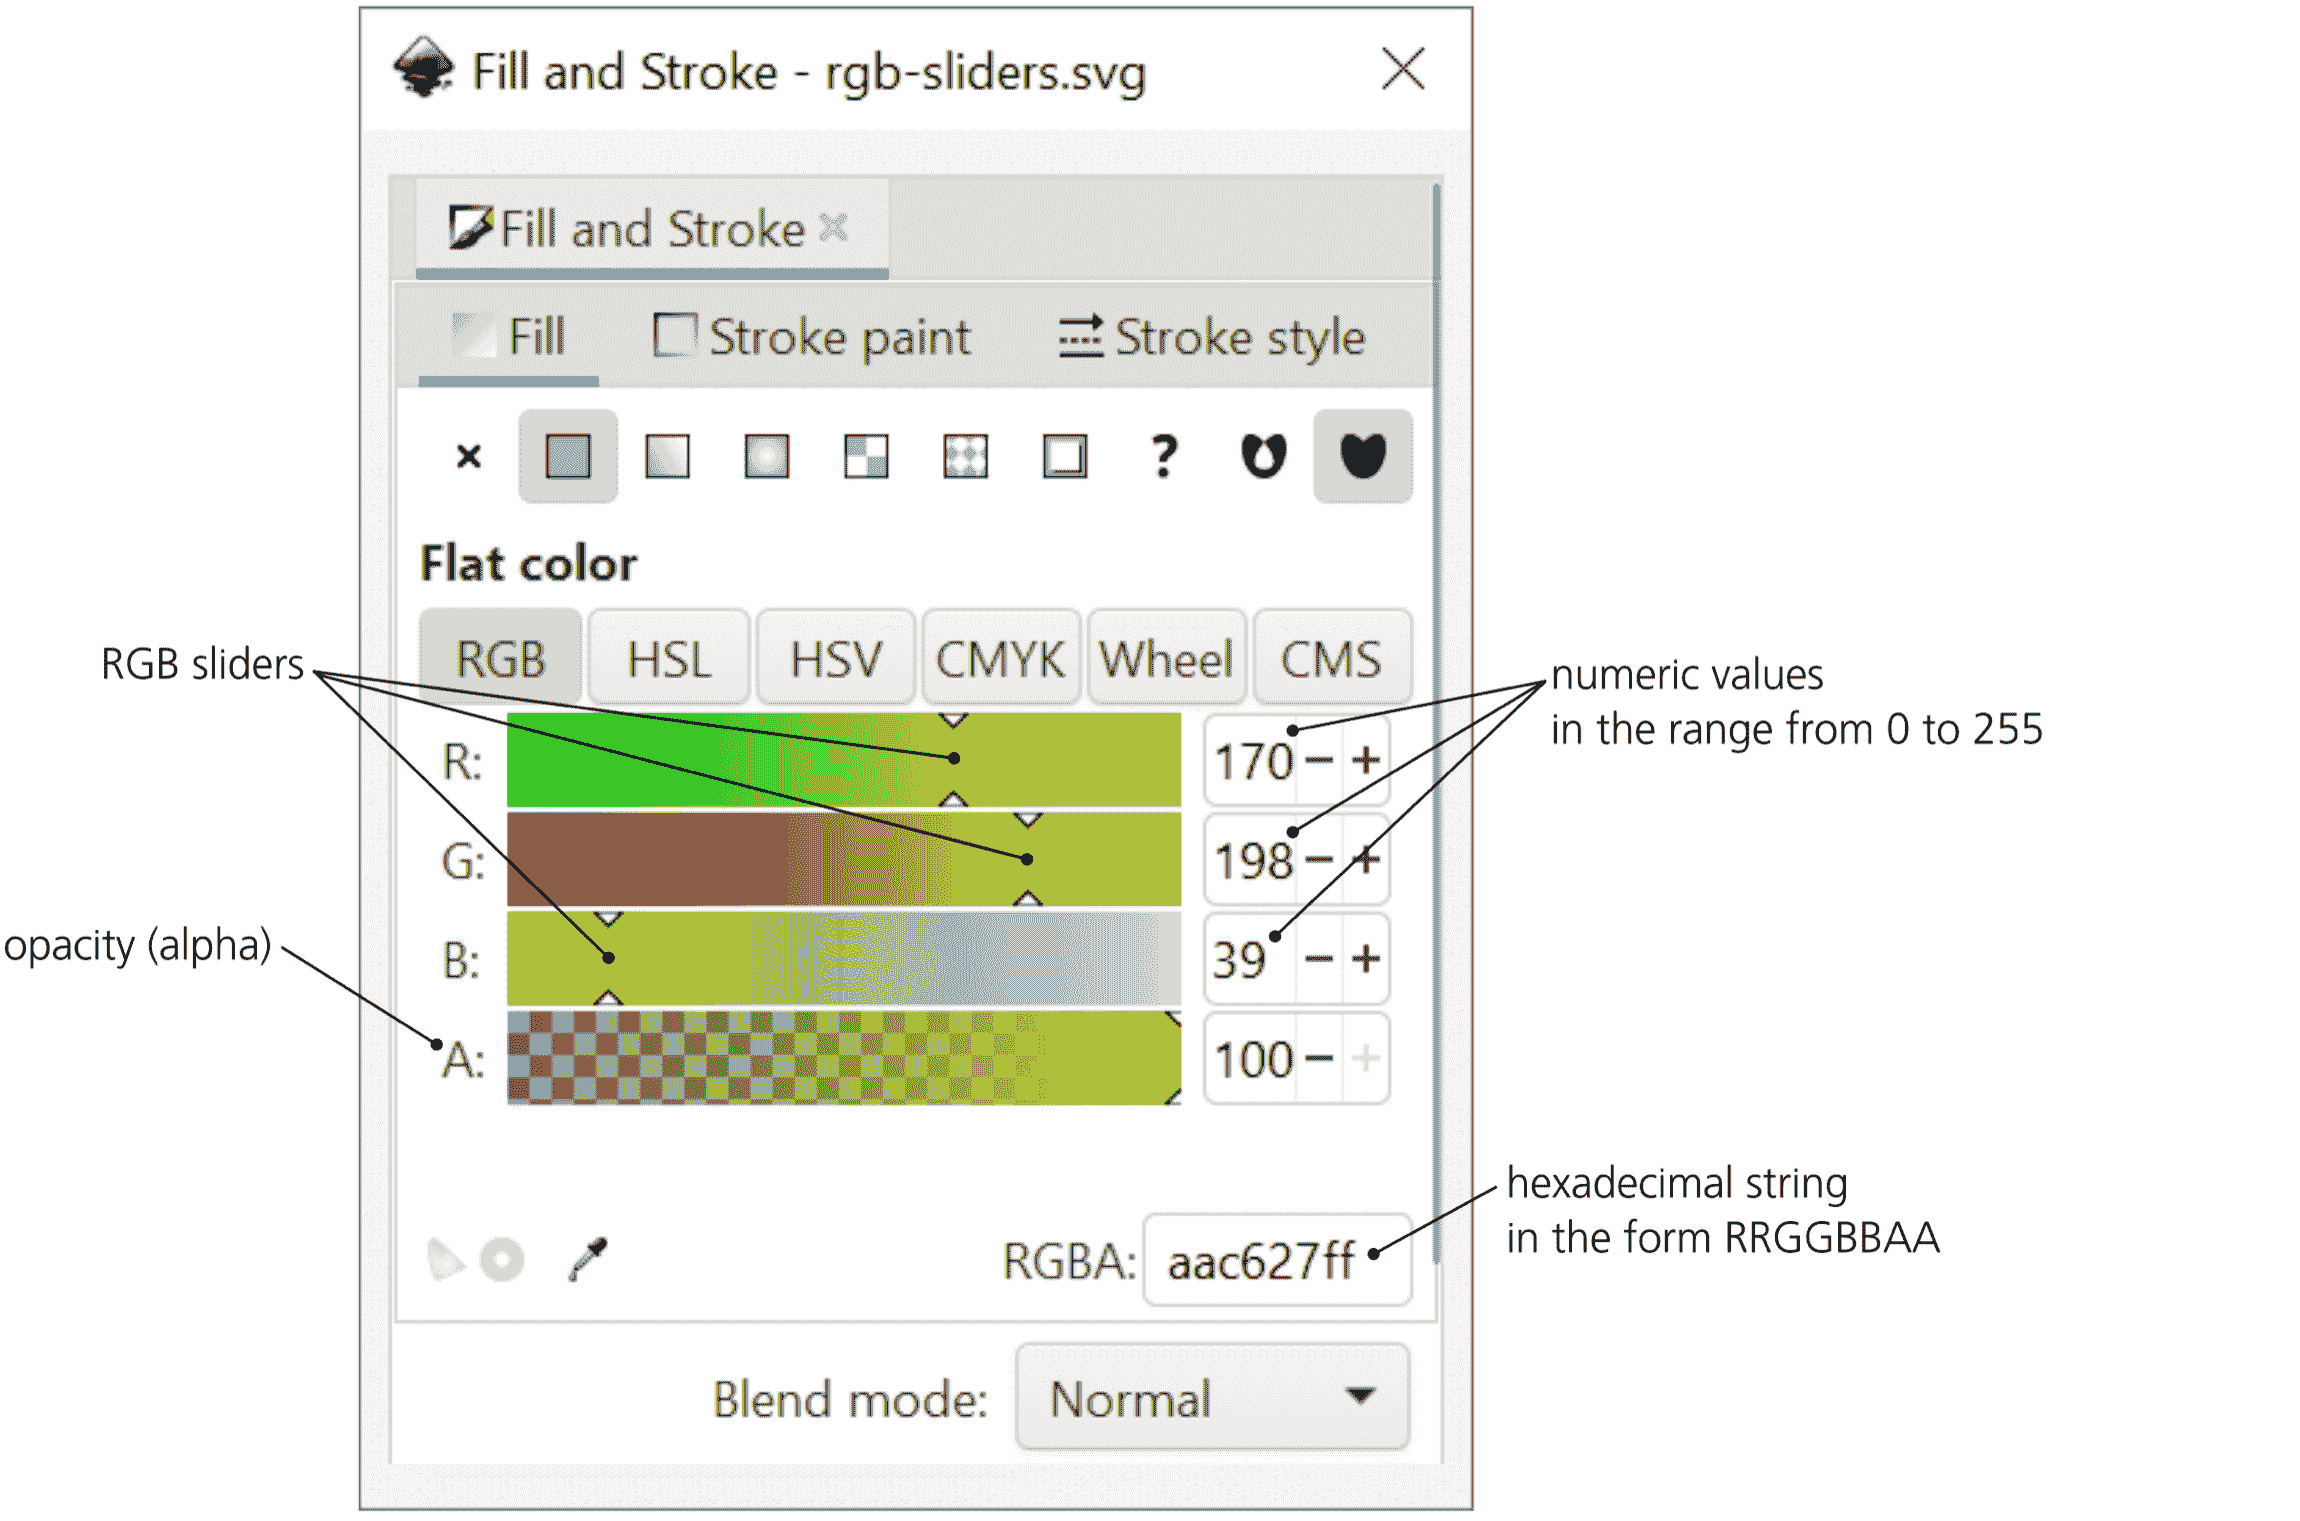 Fill and Stroke - rgb-sliders.svg
Fill and Stroke
Fill Stroke paint Stroke style
?
Flat color
RGB HSL HSV CMYK Wheel CMS
RGB sliders
numeric values
in the range from 0 to 255
R: 170 − +
G: 198 − +
B: 39 − +
opacity (alpha)
A: 100 − +
hexadecimal string
in the form RRGGBBAA
RGBA: aac627ff
Blend mode: Normal